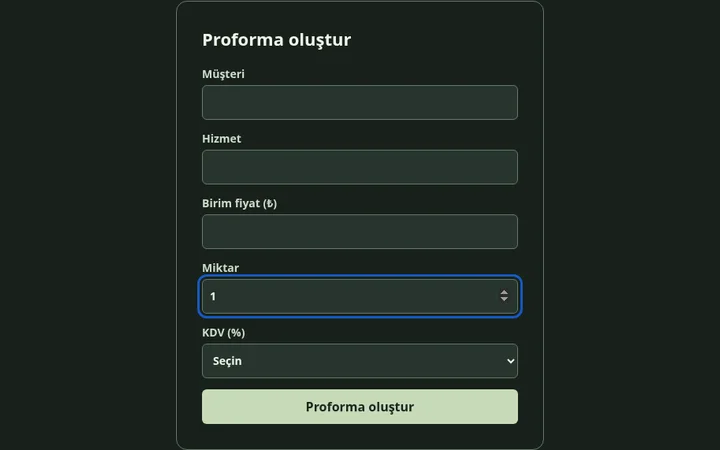 Proforma oluştur
Müşteri
Hizmet
Birim fiyat (₺)
Miktar
1
KDV (%)
Seçin
Proforma oluştur